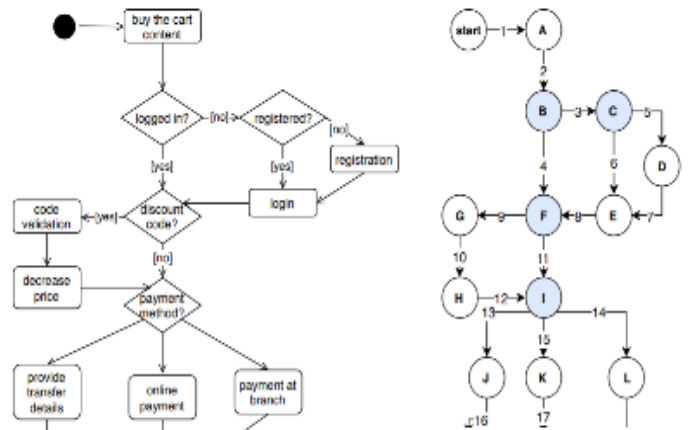 buy the cart
content
logged in?
[no]
registered?
[no]
registration
[yes]
[yes]
login
code
validation
[yes]
discount
code?
[no]
decrease
price
payment
method?
provide
transfer
details
online
payment
payment at
branch
start
1
A
2
B
3
C
5
4
6
D
G
9
F
8
E
7
10
11
H
12
I
13
14
15
J
K
L
16
17